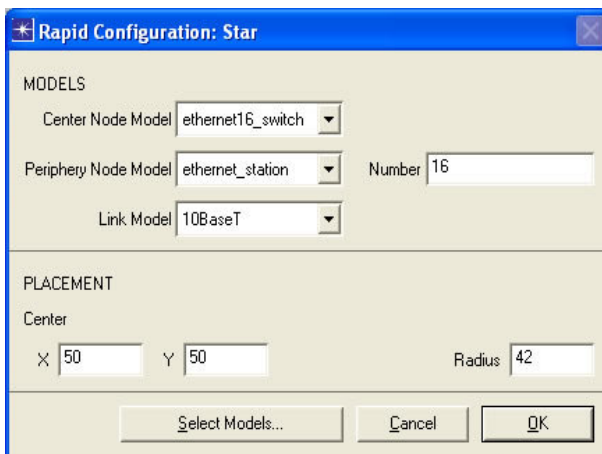 Rapid Configuration: Star
MODELS
Center Node Model ethernet16_switch
Periphery Node Model ethernet_station Number 16
Link Model 10BaseT
PLACEMENT
Center
X 50 Y 50 Radius 42
Select Models... Cancel OK